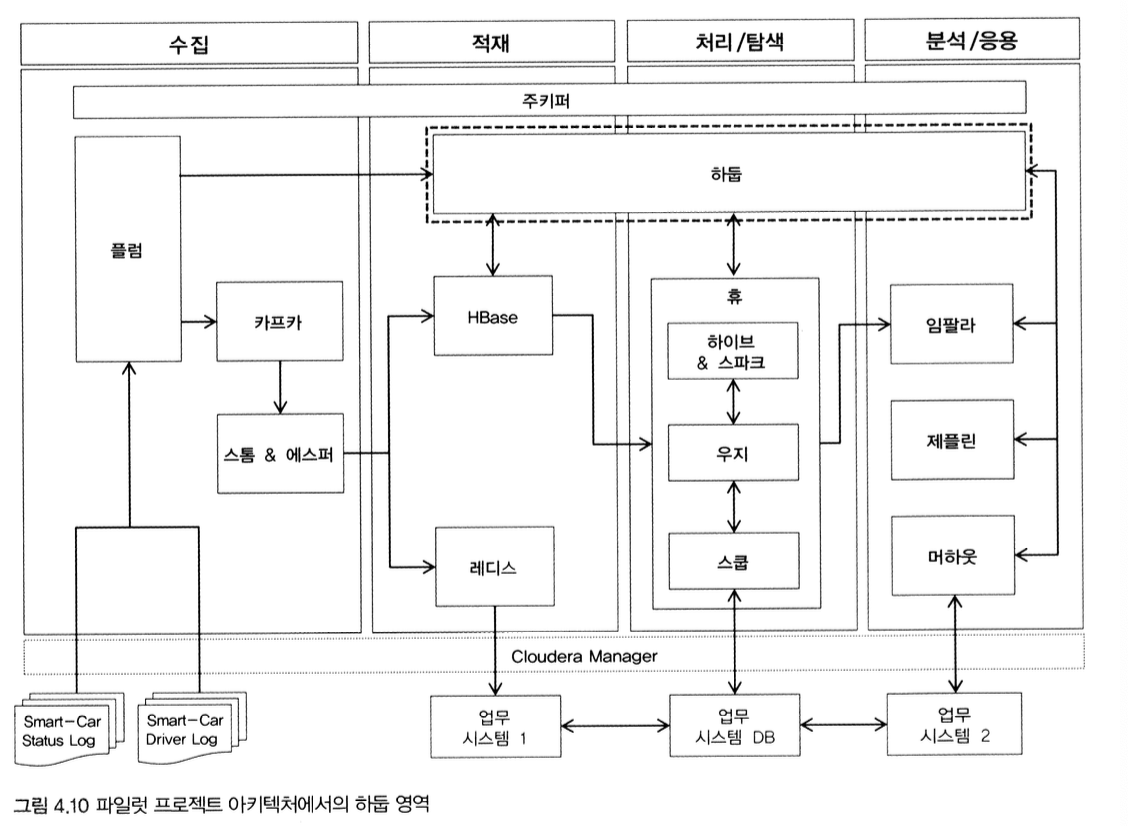 수집
적재
처리/탐색
분석/응용
주키퍼
하둡
플럼
카프카
스톰 & 에스퍼
HBase
레디스
휴
하이브
& 스파크
우지
스쿱
임팔라
제플린
머하웃
Cloudera Manager
Smart-Car
Status Log
Smart-Car
Driver Log
업무
시스템 1
업무
시스템 DB
업무
시스템 2
그림 4.10 파일럿 프로젝트 아키텍처에서의 하둡 영역